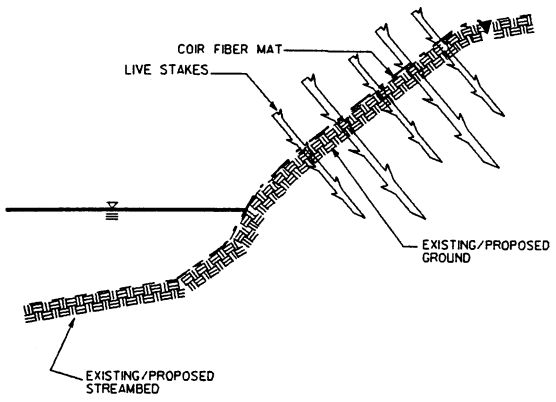 COIR FIBER MAT
LIVE STAKES
EXISTING/PROPOSED
GROUND
EXISTING/PROPOSED
STREAMBED